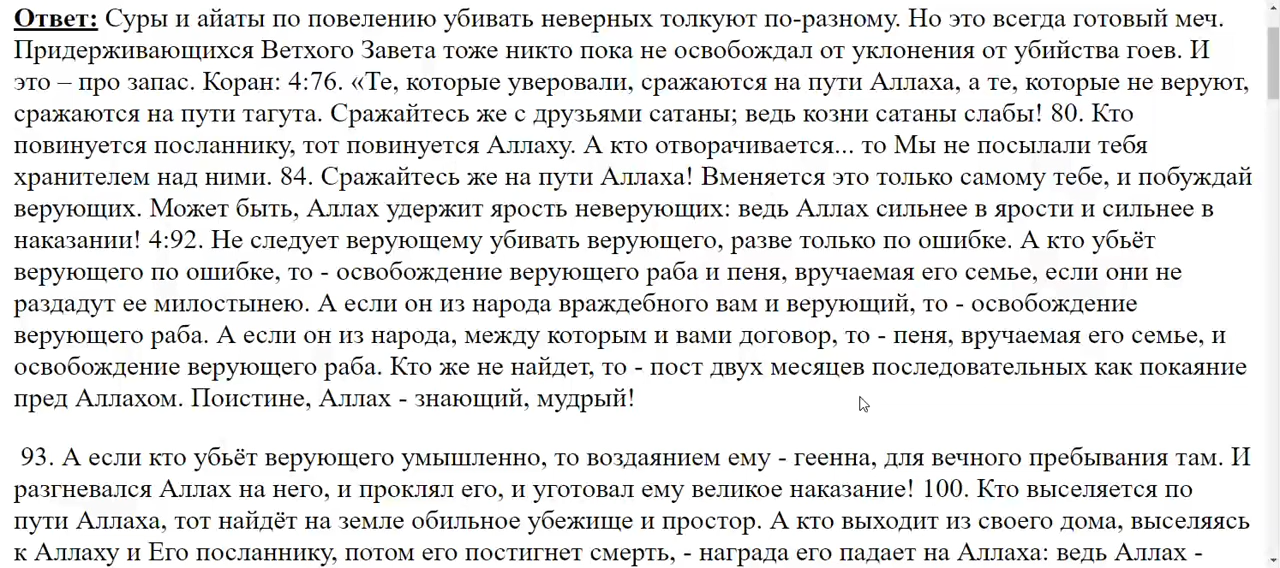 Ответ: Суры и айаты по повелению убивать неверных толкуют по-разному. Но это всегда готовый меч.
Придерживающихся Ветхого Завета тоже никто пока не освобождал от уклонения от убийства гоев. И
это – про запас. Коран: 4:76. «Те, которые уверовали, сражаются на пути Аллаха, а те, которые не веруют,
сражаются на пути тагута. Сражайтесь же с друзьями сатаны; ведь козни сатаны слабы! 80. Кто
повинуется посланнику, тот повинуется Аллаху. А кто отворачивается... то Мы не посылали тебя
хранителем над ними. 84. Сражайтесь же на пути Аллаха! Вменяется это только самому тебе, и побуждай
верующих. Может быть, Аллах удержит ярость неверующих: ведь Аллах сильнее в ярости и сильнее в
наказании! 4:92. Не следует верующему убивать верующего, разве только по ошибке. А кто убьёт
верующего по ошибке, то - освобождение верующего раба и пеня, вручаемая его семье, если они не
раздадут ее милостынею. А если он из народа враждебного вам и верующий, то - освобождение
верующего раба. А если он из народа, между которым и вами договор, то - пеня, вручаемая его семье, и
освобождение верующего раба. Кто же не найдет, то - пост двух месяцев последовательных как покаяние
пред Аллахом. Поистине, Аллах - знающий, мудрый!
93. А если кто убьёт верующего умышленно, то воздаянием ему - геенна, для вечного пребывания там. И
разгневался Аллах на него, и проклял его, и уготовал ему великое наказание! 100. Кто выселяется по
пути Аллаха, тот найдёт на земле обильное убежище и простор. А кто выходит из своего дома, выселяясь
к Аллаху и Его посланнику, потом его постигнет смерть, - награда его падает на Аллаха: ведь Аллах -